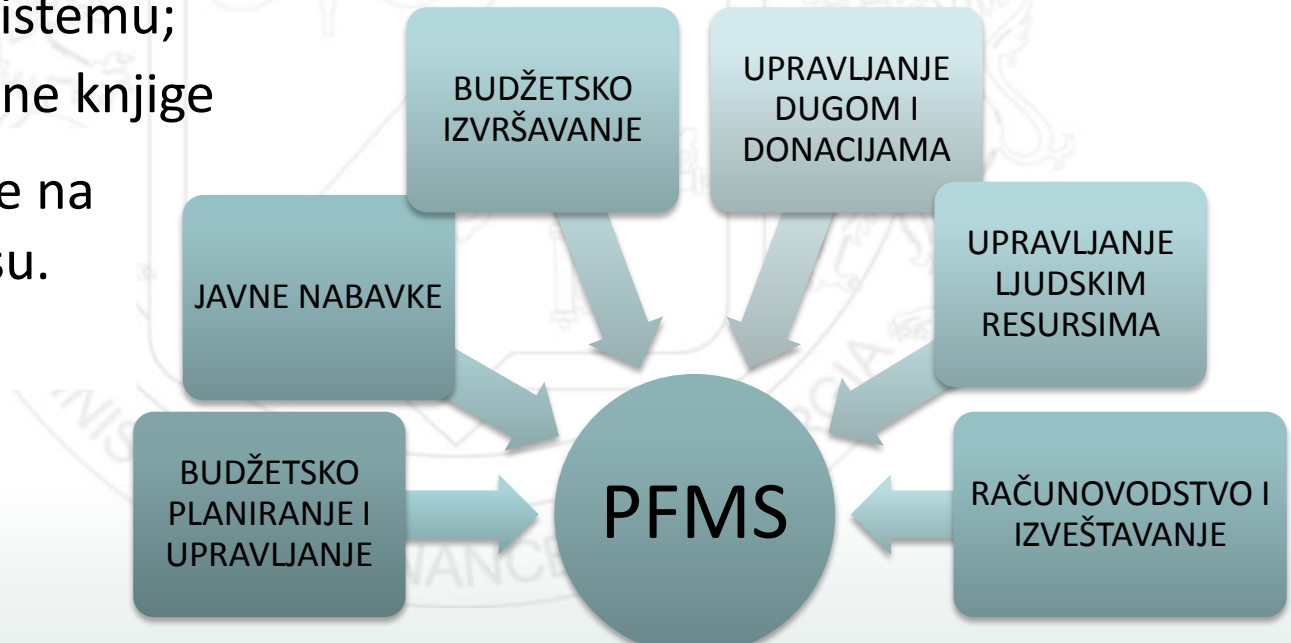 istemu;
ne knjige
e na
su.
BUDŽETSKO
IZVRŠAVANJE
UPRAVLJANJE
DUGOM I
DONACIJAMA
JAVNE NABAVKE
UPRAVLJANJE
LJUDSKIM
RESURSIMA
BUDŽETSKO
PLANIRANJE I
UPRAVLJANJE
PFMS
RAČUNOVODSTVO I
IZVEŠTAVANJE